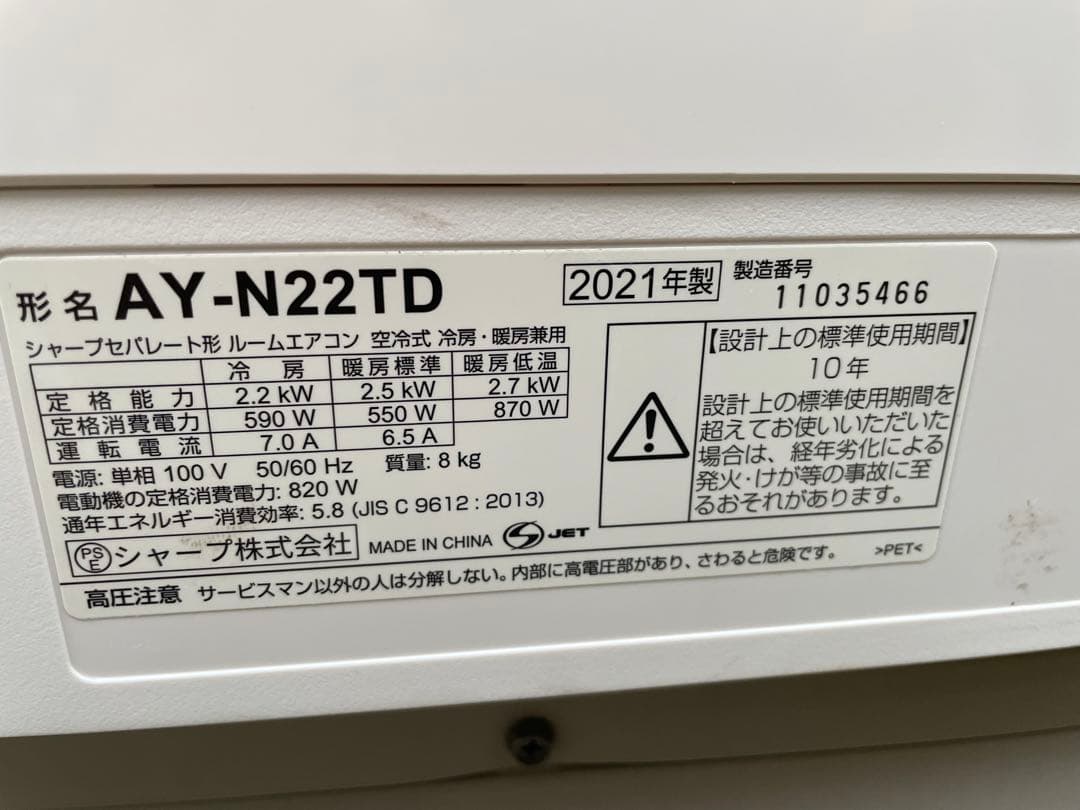 形名 AY-N22TD
2021年製
製造番号
11035466
シャープセパレート形 ルームエアコン 空冷式 冷房・暖房兼用
冷房 暖房標準 暖房低温
定格能力 2.2 kW 2.5 kW 2.7 kW
定格消費電力 590 W 550 W 870 W
運転電流 7.0 A 6.5 A
電源: 単相 100 V 50/60 Hz 質量: 8 kg
電動機の定格消費電力: 820 W
通年エネルギー消費効率: 5.8 (JIS C 9612 : 2013)
PSE シャープ株式会社 MADE IN CHINA S JET
【設計上の標準使用期間】
10年
設計上の標準使用期間を
超えてお使いいただいた
場合は、経年劣化による
発火・けが等の事故に至
るおそれがあります。
>PET<
高圧注意 サービスマン以外の人は分解しない。内部に高電圧部があり、さわると危険です。